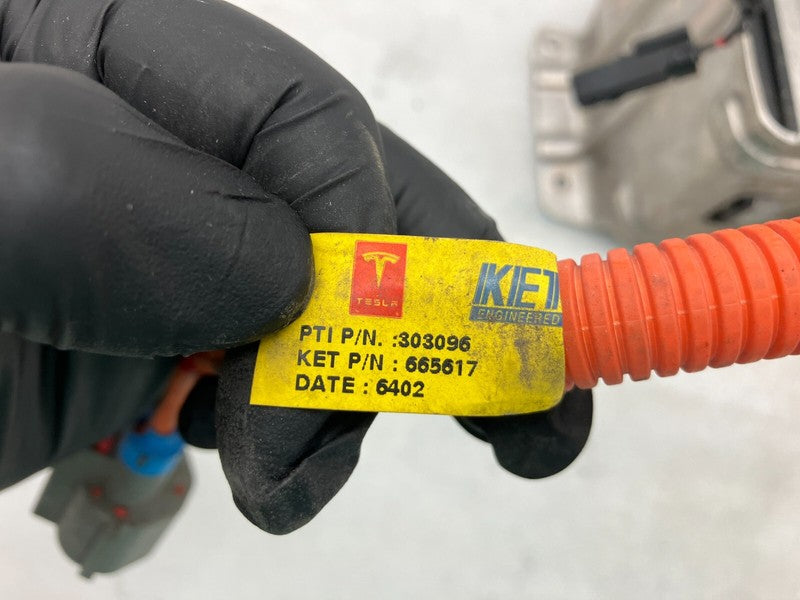 TESLA
KET
ENGINEERED
PTI P/N. :303096
KET P/N : 665617
DATE : 6402